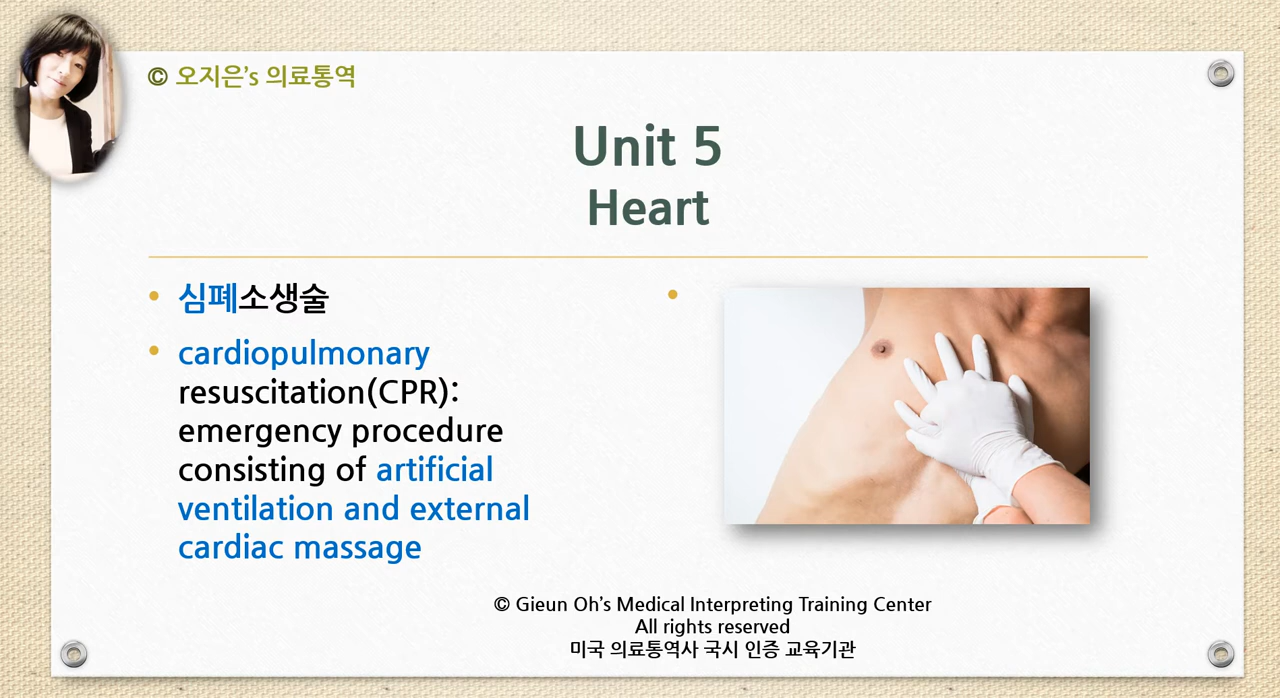 © 오지은's 의료통역
Unit 5
Heart
• 심폐소생술
• cardiopulmonary
resuscitation(CPR):
emergency procedure
consisting of artificial
ventilation and external
cardiac massage
•
© Gieun Oh's Medical Interpreting Training Center
All rights reserved
미국 의료통역사 국시 인증 교육기관